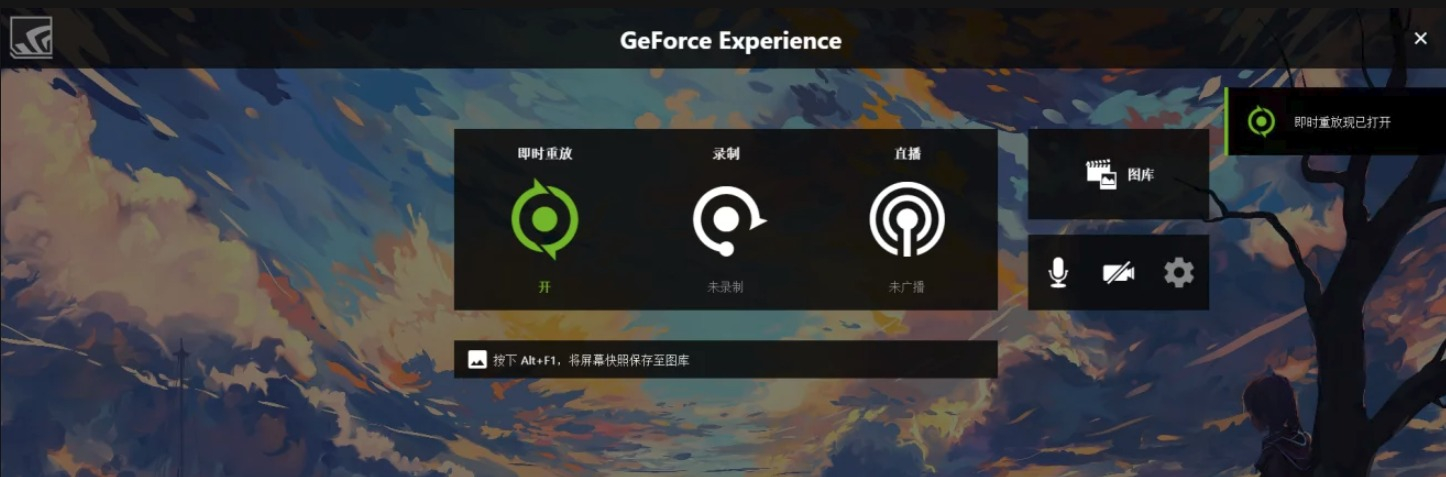 GeForce Experience
即时重放现已打开
即时重放
录制
直播
图库
开
未录制
未广播
按下 Alt+F1，将屏幕快照保存至图库